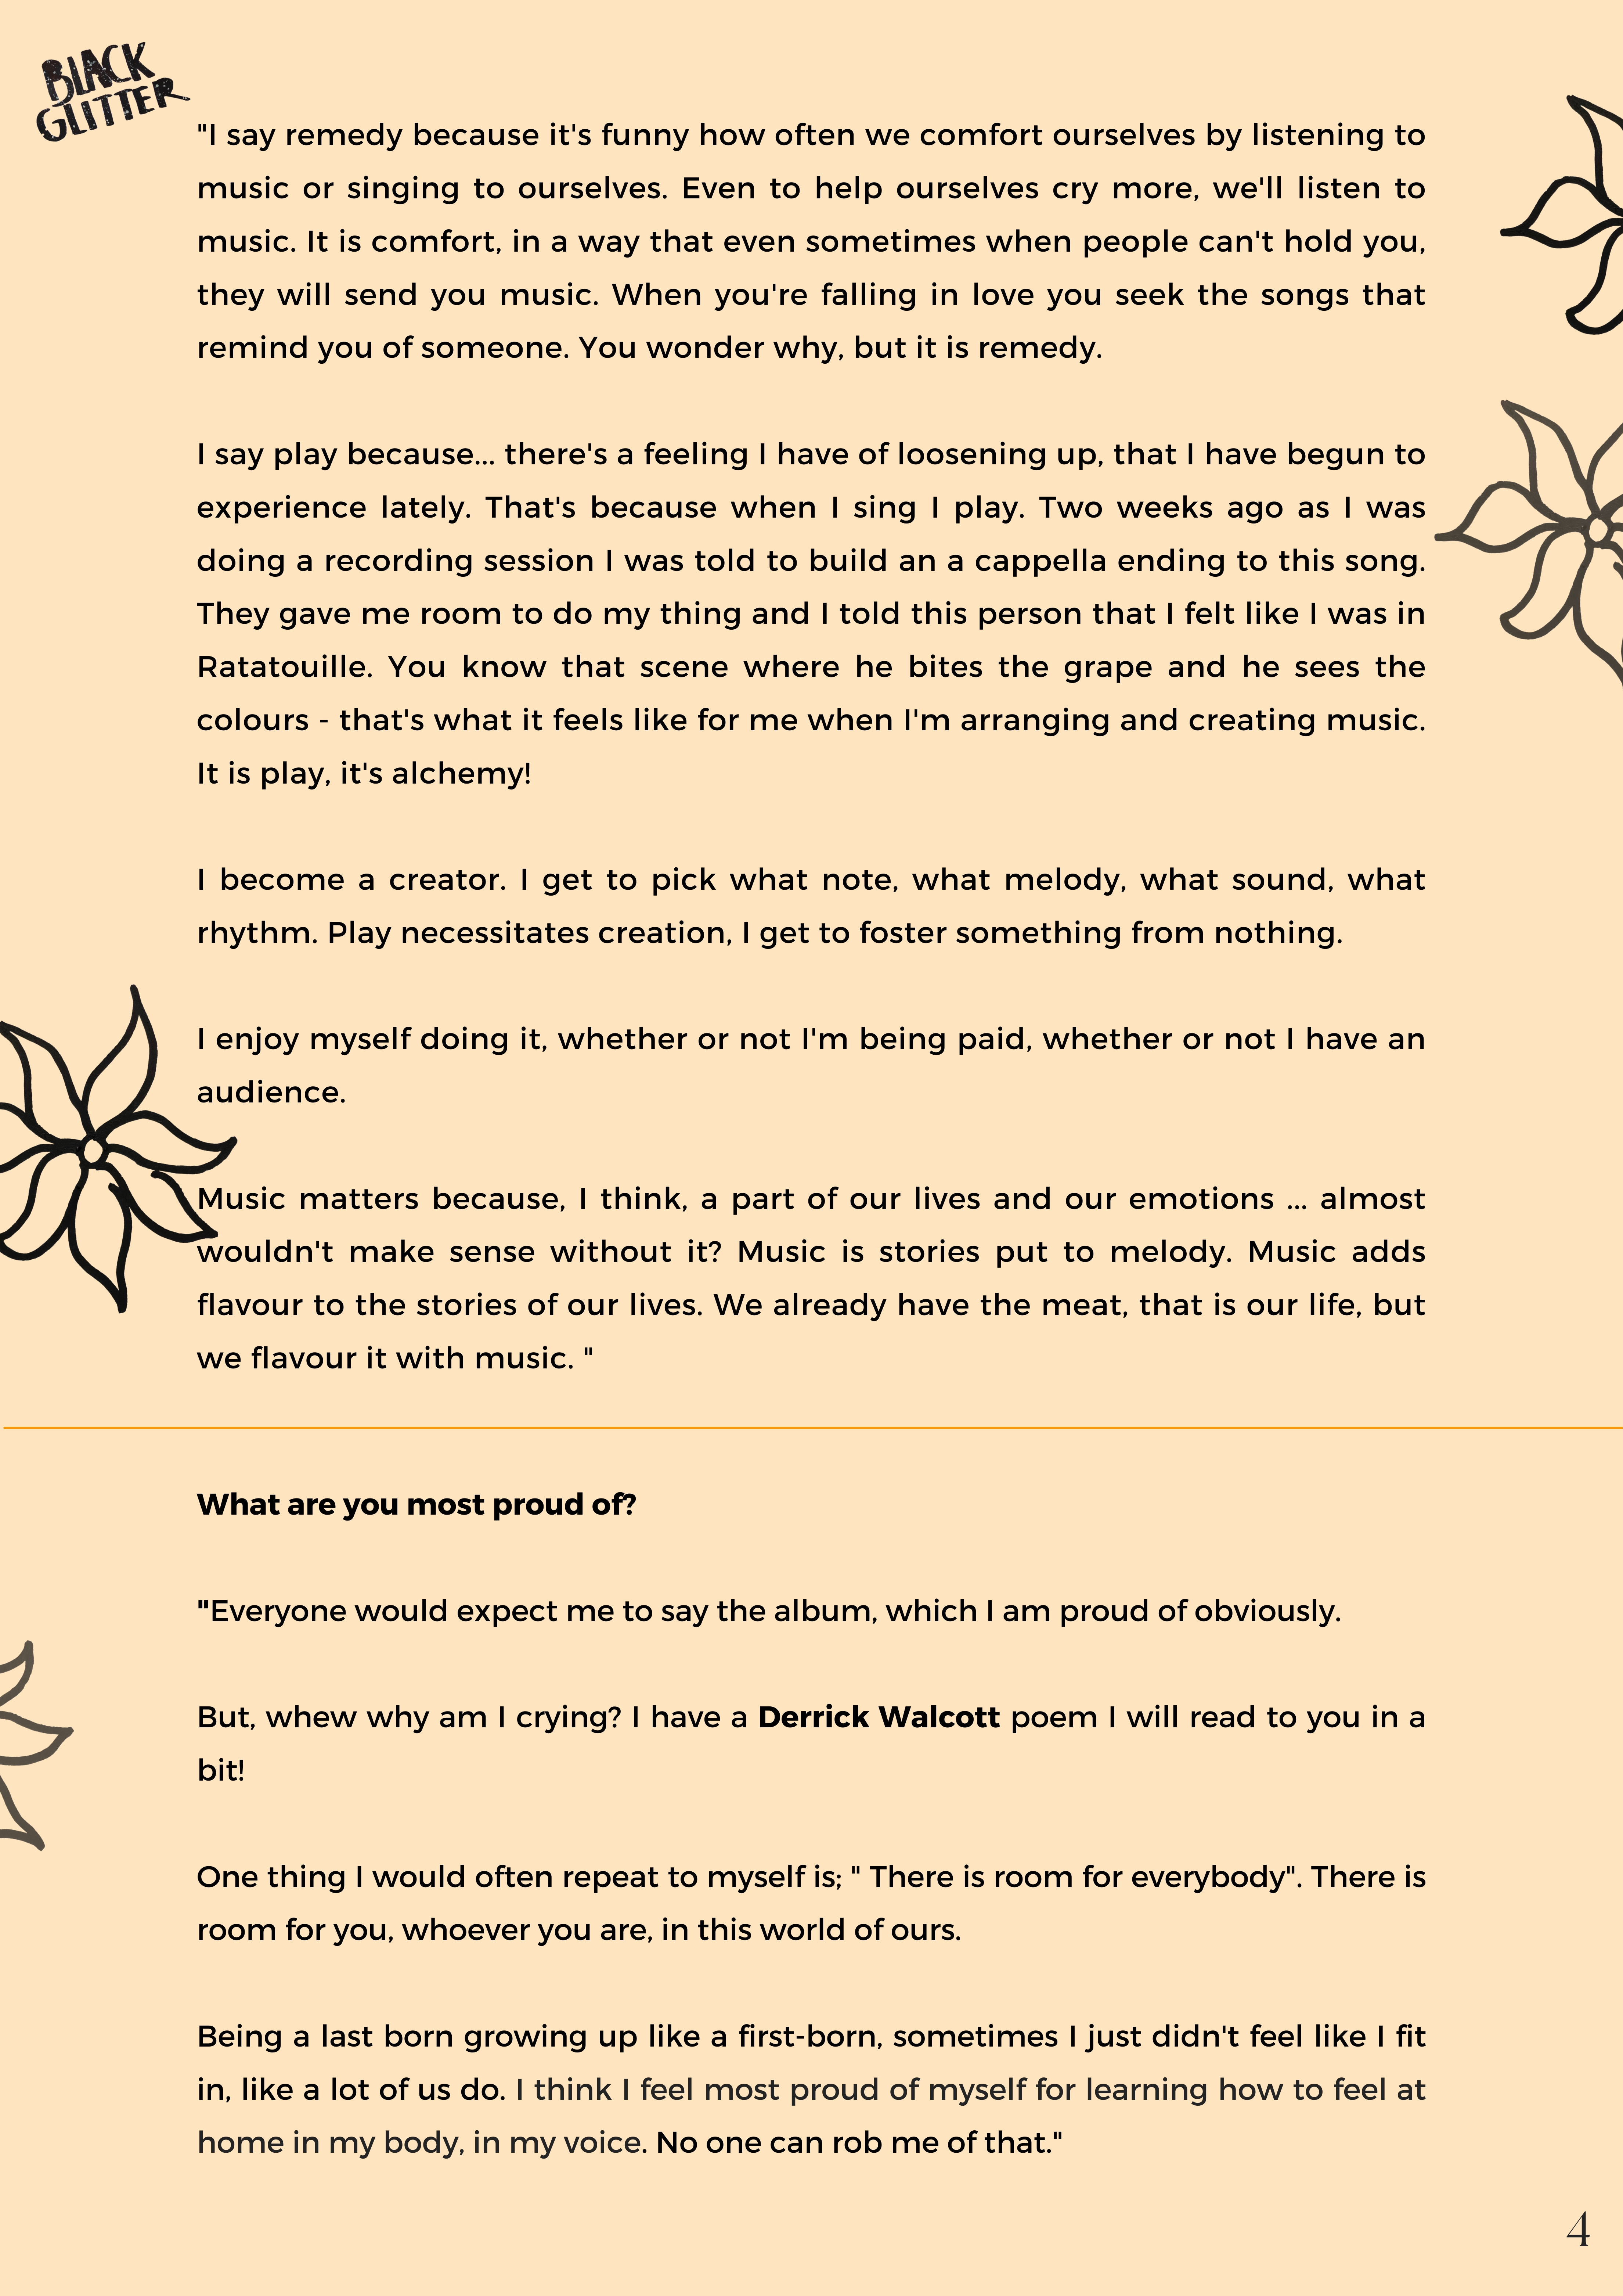 BLACK
GLITTER
"I say remedy because it's funny how often we comfort ourselves by listening to
music or singing to ourselves. Even to help ourselves cry more, we'll listen to
music. It is comfort, in a way that even sometimes when people can't hold you,
they will send you music. When you're falling in love you seek the songs that
remind you of someone. You wonder why, but it is remedy.
I say play because... there's a feeling I have of loosening up, that I have begun to
experience lately. That's because when I sing I play. Two weeks ago as I was
doing a recording session I was told to build an a cappella ending to this song.
They gave me room to do my thing and I told this person that I felt like I was in
Ratatouille. You know that scene where he bites the grape and he sees the
colours - that's what it feels like for me when I'm arranging and creating music.
It is play, it's alchemy!
I become a creator. I get to pick what note, what melody, what sound, what
rhythm. Play necessitates creation, I get to foster something from nothing.
I enjoy myself doing it, whether or not I'm being paid, whether or not I have an
audience.
Music matters because, I think, a part of our lives and our emotions ... almost
wouldn't make sense without it? Music is stories put to melody. Music adds
flavour to the stories of our lives. We already have the meat, that is our life, but
we flavour it with music. "
What are you most proud of?
"Everyone would expect me to say the album, which I am proud of obviously.
But, whew why am I crying? I have a Derrick Walcott poem I will read to you in a
bit!
One thing I would often repeat to myself is; " There is room for everybody". There is
room for you, whoever you are, in this world of ours.
Being a last born growing up like a first-born, sometimes I just didn't feel like I fit
in, like a lot of us do. I think I feel most proud of myself for learning how to feel at
home in my body, in my voice. No one can rob me of that."
4